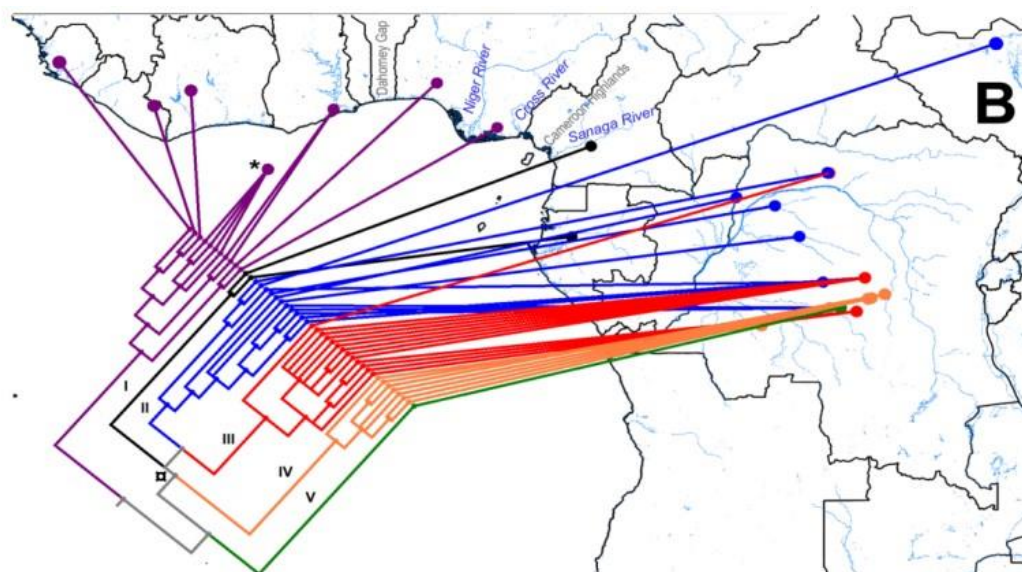 Dahomey Gap
Niger River
Cross River
Cameroon Highlands
Sanaga River
B
*
I
II
III
¤
IV
V